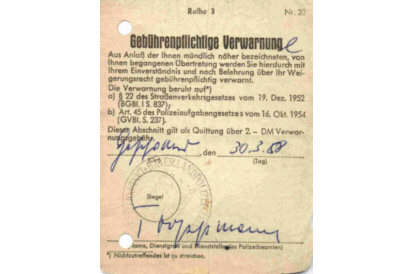 Reihe 3 Nr. 20
Gebührenpflichtige Verwarnung
Aus Anlaß der Ihnen mündlich näher bezeichneten, von
Ihnen begangenen Übertretung werden Sie hierdurch mit
Ihrem Einverständnis und nach Belehrung über Ihr Wei-
gerungsrecht gebührenpflichtig verwarnt.
Die Verwarnung beruht auf*)
a) § 22 des Straßenverkehrsgesetzes vom 19. Dez. 1952
(BGBl. I S. 837);
b) Art. 45 des Polizeiaufgabengesetzes vom 16. Okt. 1954
(GVBl. S. 237).
Dieser Abschnitt gilt als Quittung über 2.– DM Verwar-
nungsgebühr.
, den 30.3.58
(Ort) (Tag)
Siegel
Name, Dienstgrad und Dienststelle des Polizeibeamten)
*) Nichtzutreffendes ist zu streichen.